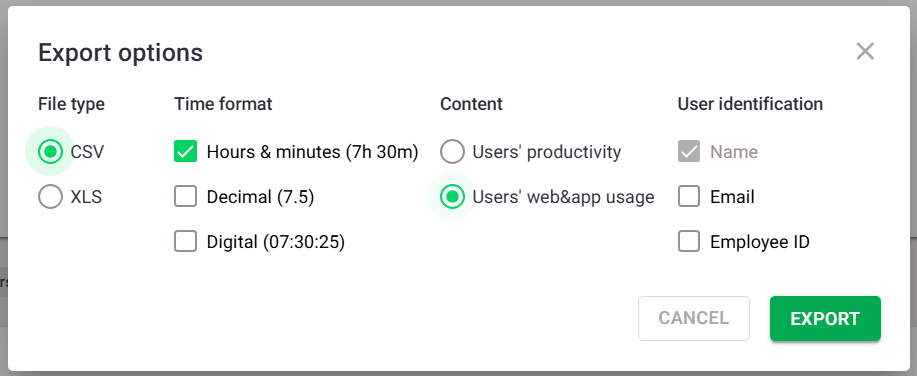 Export options
File type
CSV
XLS
Time format
Hours & minutes (7h 30m)
Decimal (7.5)
Digital (07:30:25)
Content
Users' productivity
Users' web&app usage
User identification
Name
Email
Employee ID
CANCEL
EXPORT